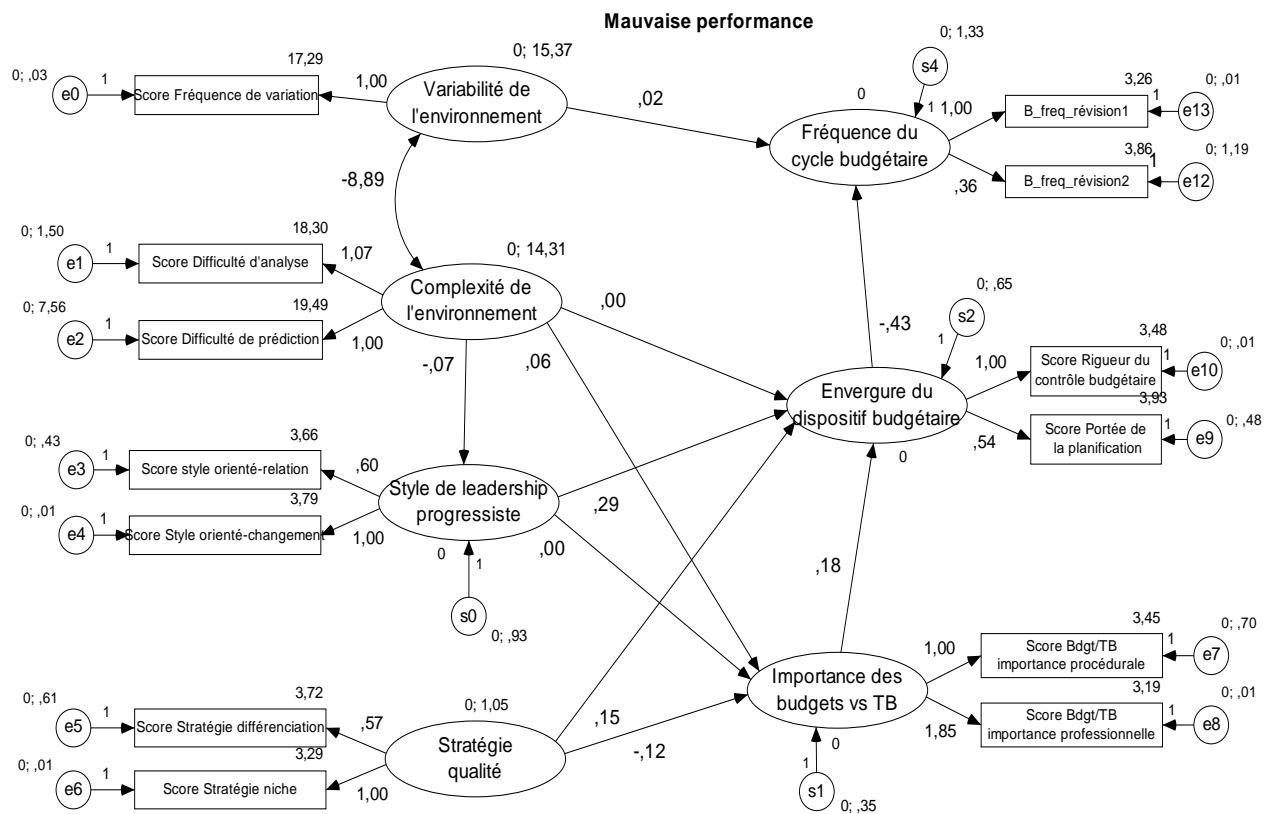 Mauvaise performance
0; ,03
e0
1
17,29
Score Fréquence de variation
1,00
0; 15,37
Variabilité de
l'environnement
,02
0; 1,33
s4
0
1
Fréquence du
cycle budgétaire
1,00
3,26
B_freq_révision1
1
0; ,01
e13
,36
3,86
B_freq_révision2
1
0; 1,19
e12
-8,89
0; 1,50
e1
1
18,30
Score Difficulté d'analyse
1,07
0; 7,56
e2
1
19,49
Score Difficulté de prédiction
1,00
0; 14,31
Complexité de
l'environnement
,00
-,07
,06
-,43
0; ,65
s2
1
Envergure du
dispositif budgétaire
0
1,00
3,48
Score Rigueur du
contrôle budgétaire
1
0; ,01
e10
,54
3,93
Score Portée de
la planification
1
0; ,48
e9
0; ,43
e3
1
3,66
Score style orienté-relation
,60
0; ,01
e4
1
3,79
Score Style orienté-changement
1,00
Style de leadership
progressiste
0
1
s0
0; ,93
,29
,00
,18
0; ,61
e5
1
3,72
Score Stratégie différenciation
,57
0; ,01
e6
1
3,29
Score Stratégie niche
1,00
0; 1,05
Stratégie
qualité
,15
-,12
Importance des
budgets vs TB
0
1
s1
0; ,35
1,00
3,45
Score Bdgt/TB
importance procédurale
1
0; ,70
e7
1,85
3,19
Score Bdgt/TB
importance professionnelle
1
0; ,01
e8